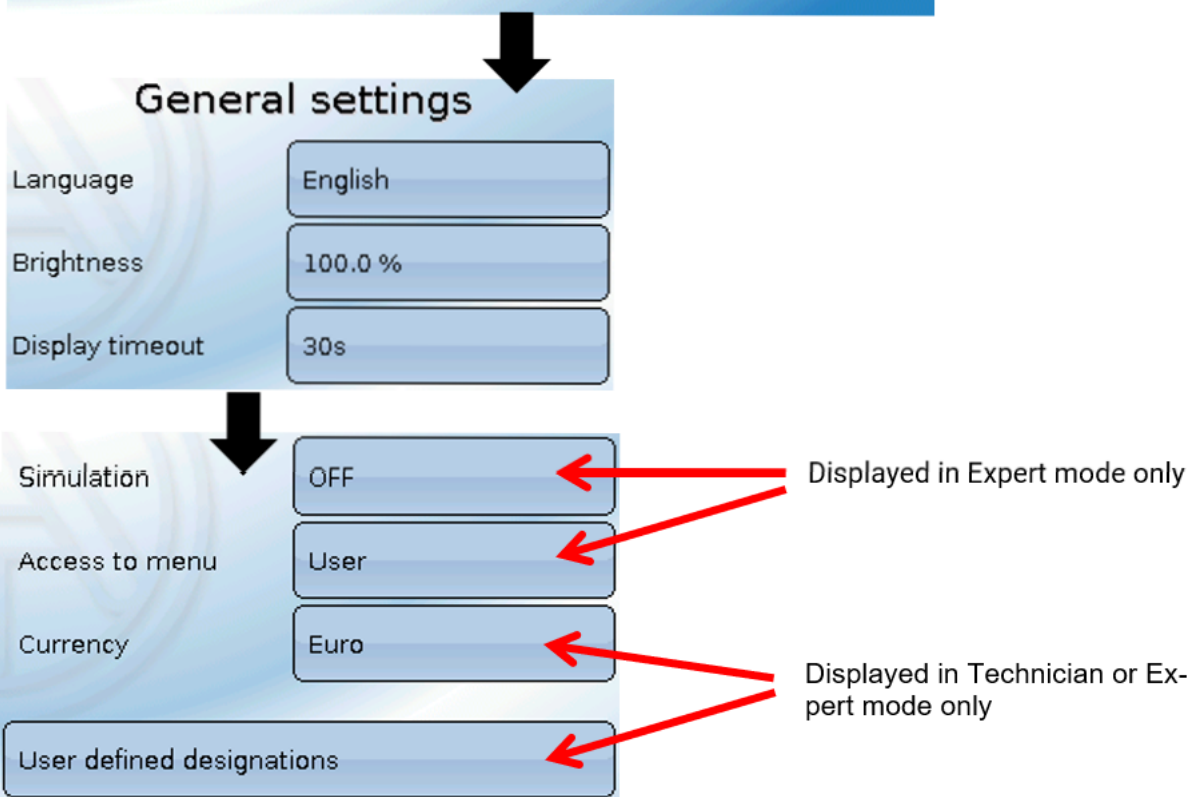 General settings
Language English
Brightness 100.0 %
Display timeout 30s
Simulation OFF
Displayed in Expert mode only
Access to menu User
Currency Euro
Displayed in Technician or Ex-
pert mode only
User defined designations